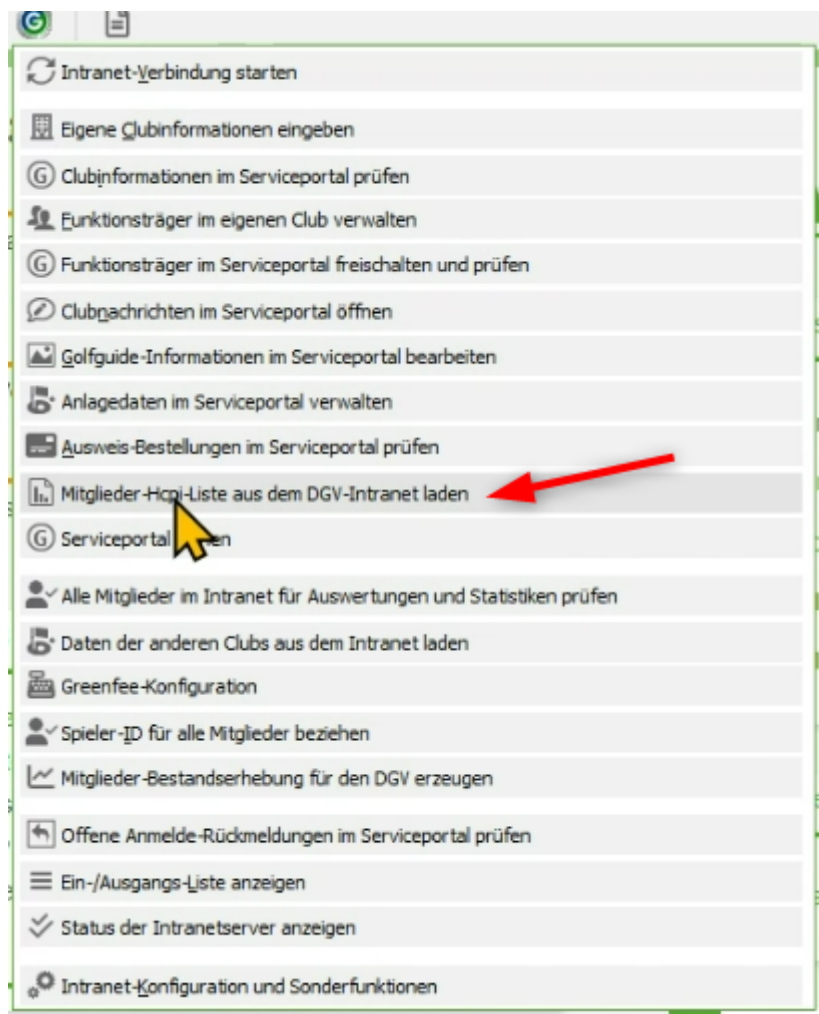 Intranet-Verbindung starten
Eigene Clubinformationen eingeben
Clubinformationen im Serviceportal prüfen
Funktionsträger im eigenen Club verwalten
Funktionsträger im Serviceportal freischalten und prüfen
Clubnachrichten im Serviceportal öffnen
Golfguide-Informationen im Serviceportal bearbeiten
Anlagedaten im Serviceportal verwalten
Ausweis-Bestellungen im Serviceportal prüfen
Mitglieder-Hcpi-Liste aus dem DGV-Intranet laden
Serviceportal
Alle Mitglieder im Intranet für Auswertungen und Statistiken prüfen
Daten der anderen Clubs aus dem Intranet laden
Greenfee-Konfiguration
Spieler-ID für alle Mitglieder beziehen
Mitglieder-Bestandserhebung für den DGV erzeugen
Offene Anmelde-Rückmeldungen im Serviceportal prüfen
Ein-/Ausgangs-Liste anzeigen
Status der Intranetserver anzeigen
Intranet-Konfiguration und Sonderfunktionen